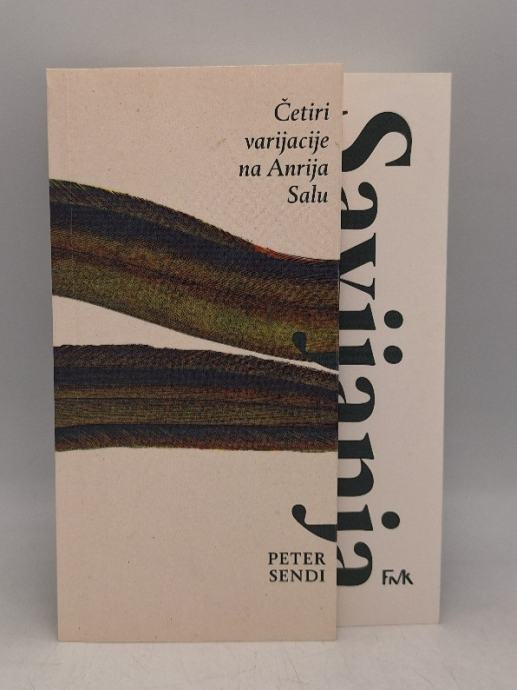 Četiri
varijacije
na Anrija
Salu
PETER
SENDI
Savijanja
FMK